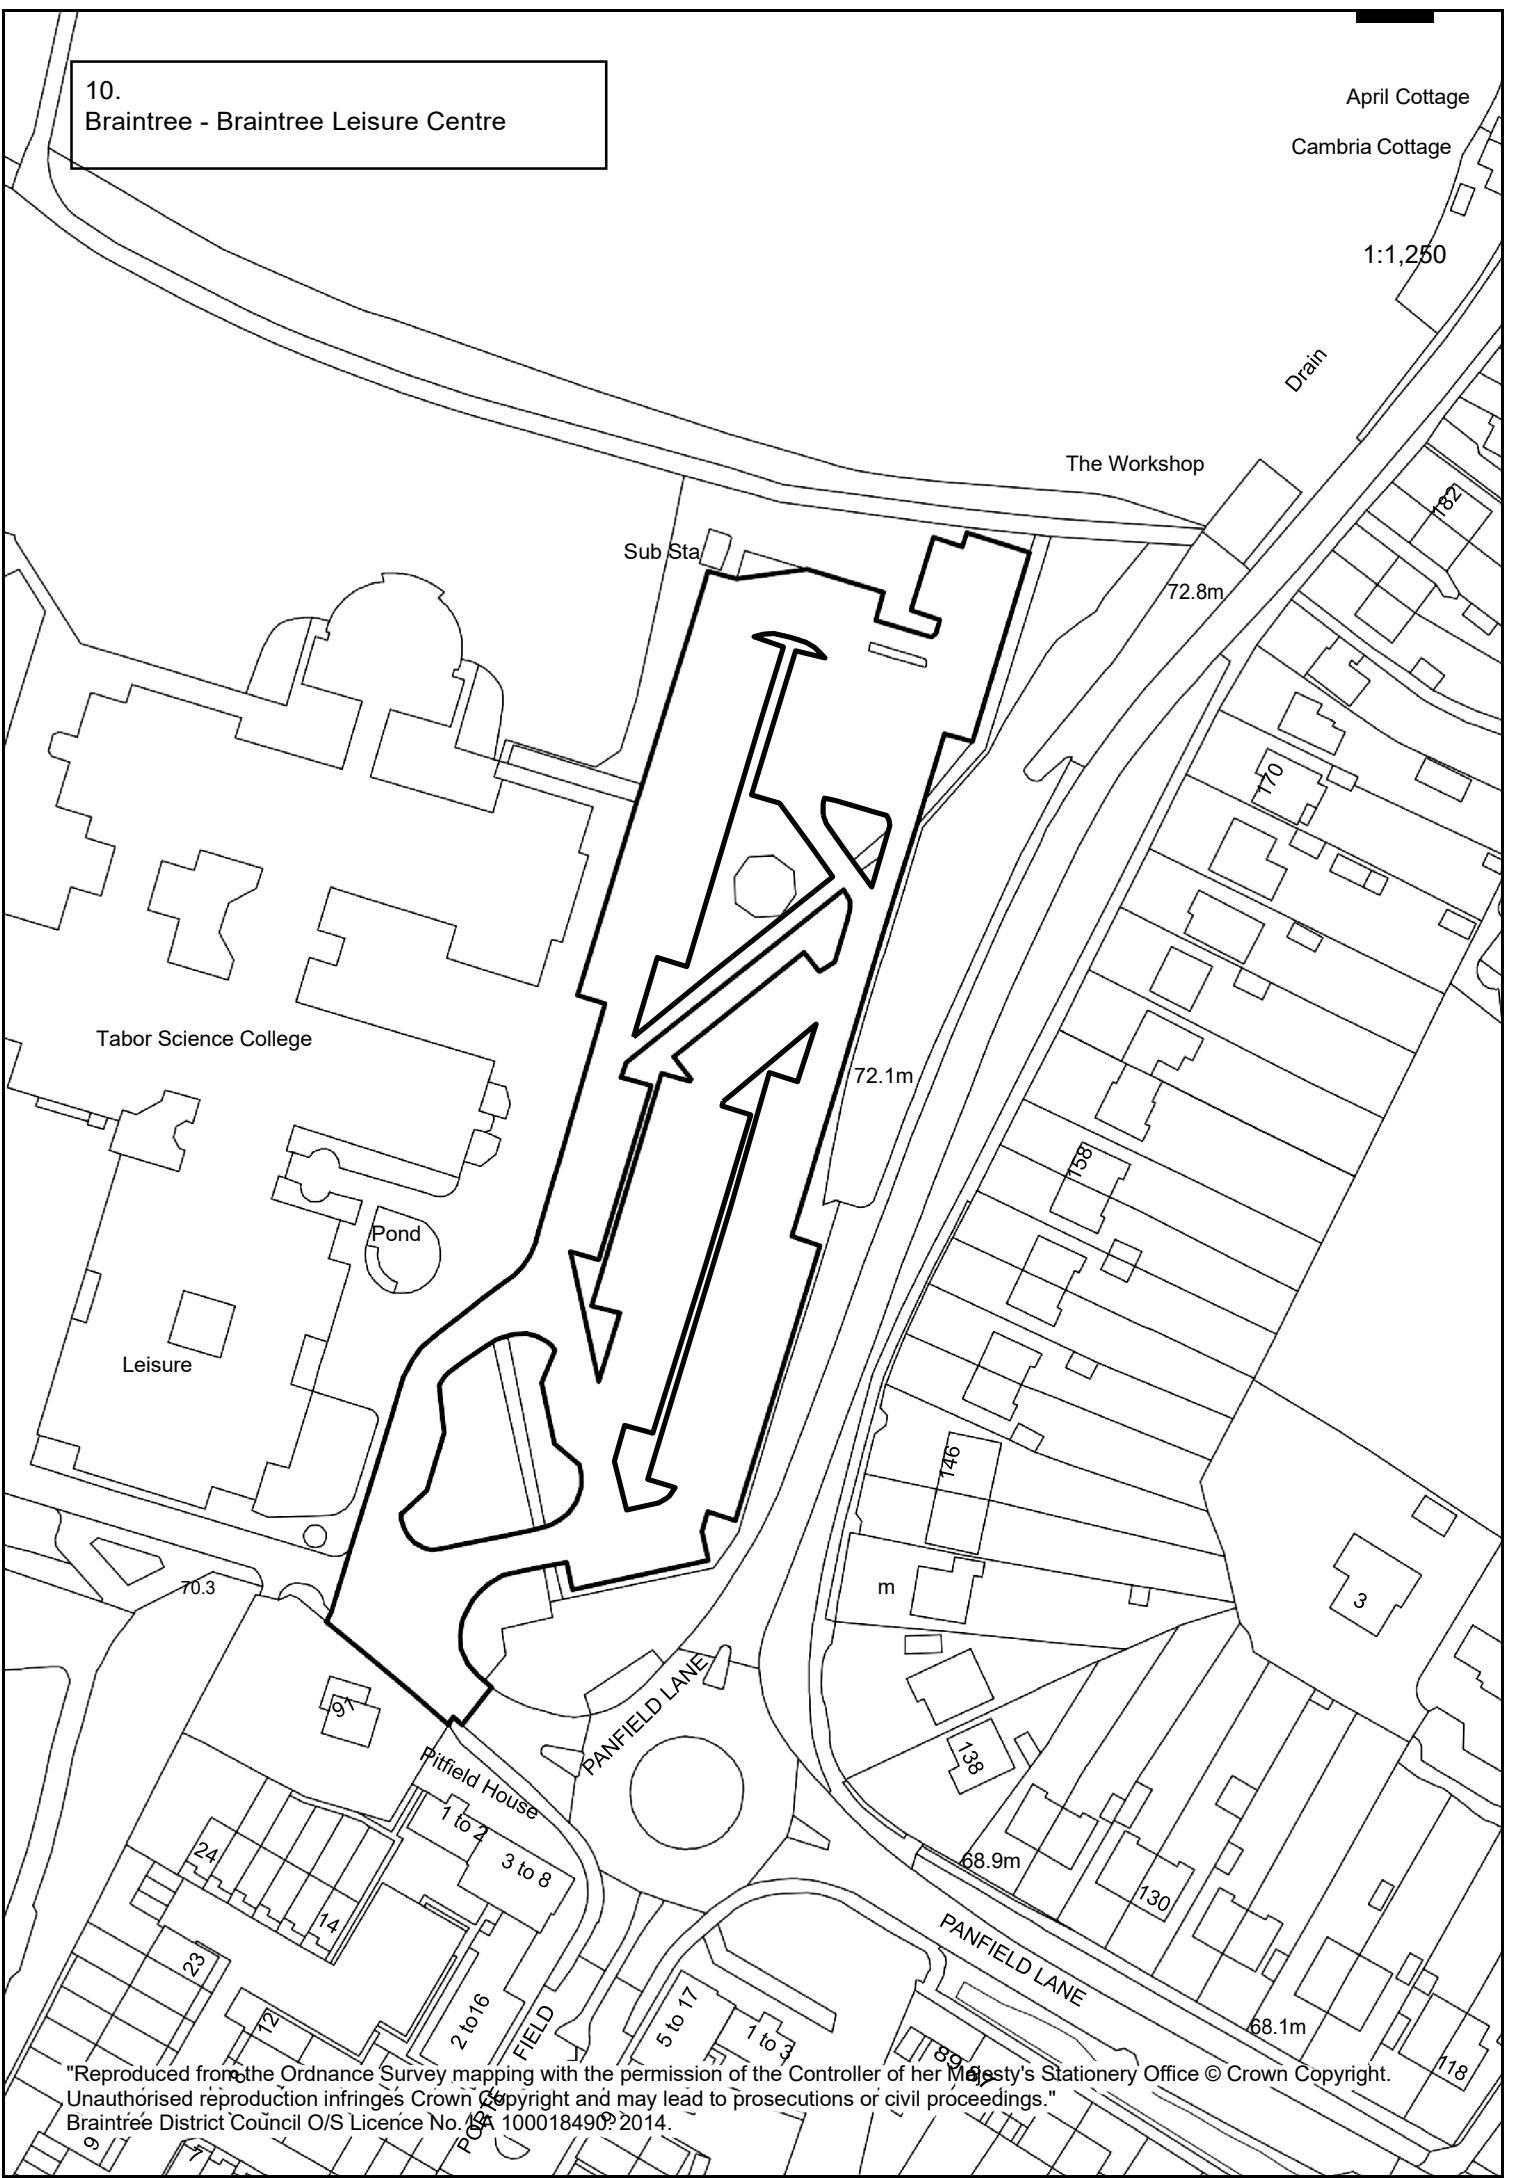 10.
Braintree - Braintree Leisure Centre
April Cottage
Cambria Cottage
1:1,250
Drain
The Workshop
182
Sub Sta
72.8m
170
Tabor Science College
72.1m
158
Pond
Leisure
146
70.3
m
3
91
PANFIELD LANE
138
Pitfield House
1 to 2
3 to 8
24
14
68.9m
130
PANFIELD LANE
23
12
2 to 16
FIELD
5 to 17
1 to 3
68.1m
118
89
"Reproduced from the Ordnance Survey mapping with the permission of the Controller of her Majesty's Stationery Office © Crown Copyright.
Unauthorised reproduction infringes Crown Copyright and may lead to prosecutions or civil proceedings."
Braintree District Council O/S Licence No. LA 100018490. 2014.
9
7
9